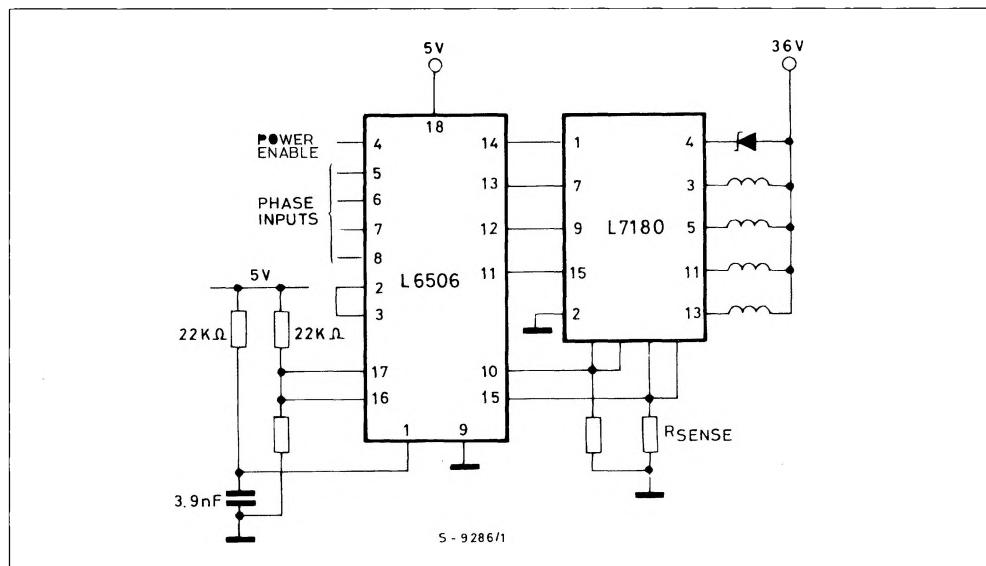 5V
36V
18
POWER
ENABLE
4
14
1
4
5
13
7
3
PHASE
INPUTS
6
7
12
9
L7180
5
8
L6506
11
15
11
5V
2
3
2
13
22KΩ
22KΩ
17
10
16
15
1
9
RSENSE
3.9nF
S - 9286/1